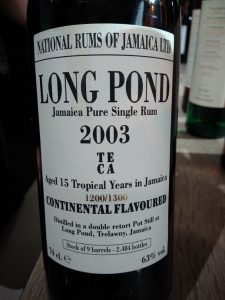 NATIONAL RUMS OF JAMAICA LTD
LONG POND
Jamaica Pure Single Rum
2003
TE
CA
Aged 15 Tropical Years in Jamaica
1200/1300
CONTINENTAL FLAVOURED
Distilled in a double retort Pot Still at
Long Pond, Trelawny, Jamaica
Stock of 9 barrels - 2.484 bottles
70 cl. e
63% vol.